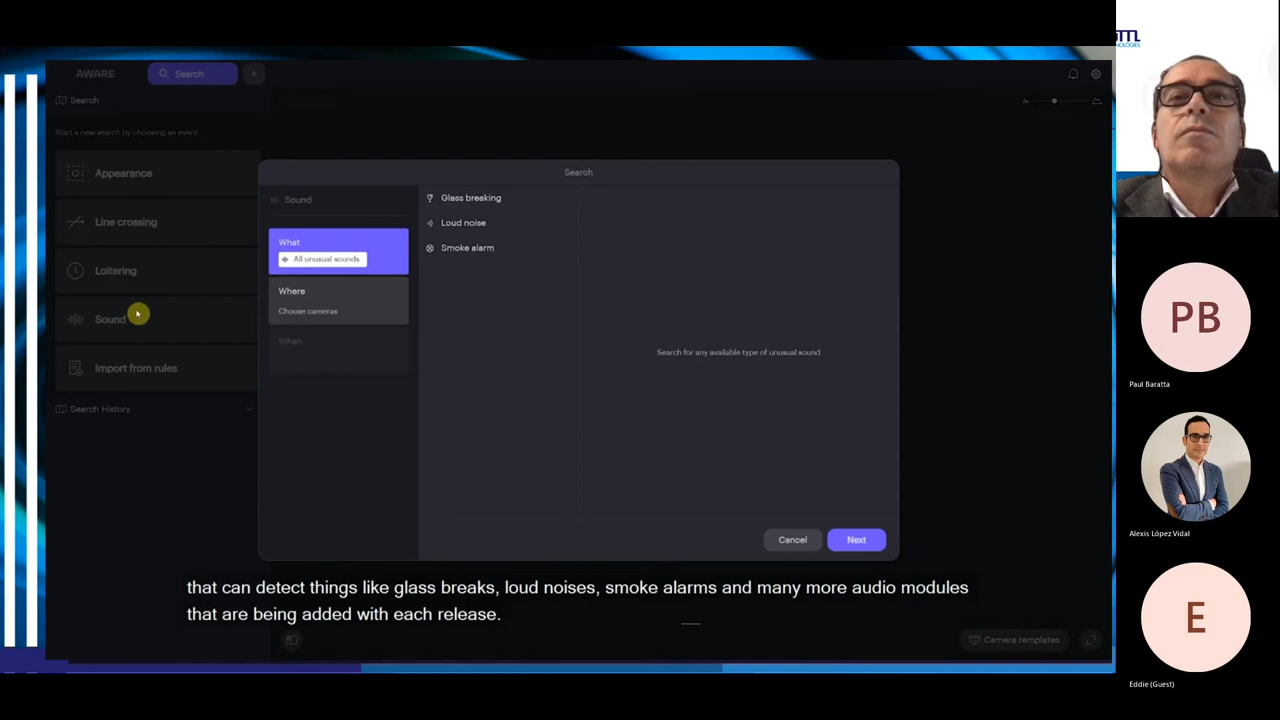 AWARE
Search
+
Search
Start a new search by choosing an event
Appearance
Line crossing
Loitering
Sound
Import from rules
Search History
Search
Sound
What
All unusual sounds
Where
Choose cameras
When
Glass breaking
Loud noise
Smoke alarm
Search for any available type of unusual sound
Cancel
Next
Camera templates
that can detect things like glass breaks, loud noises, smoke alarms and many more audio modules
that are being added with each release.
PB
Paul Baratta
Alexis López Vidal
E
Eddie (Guest)